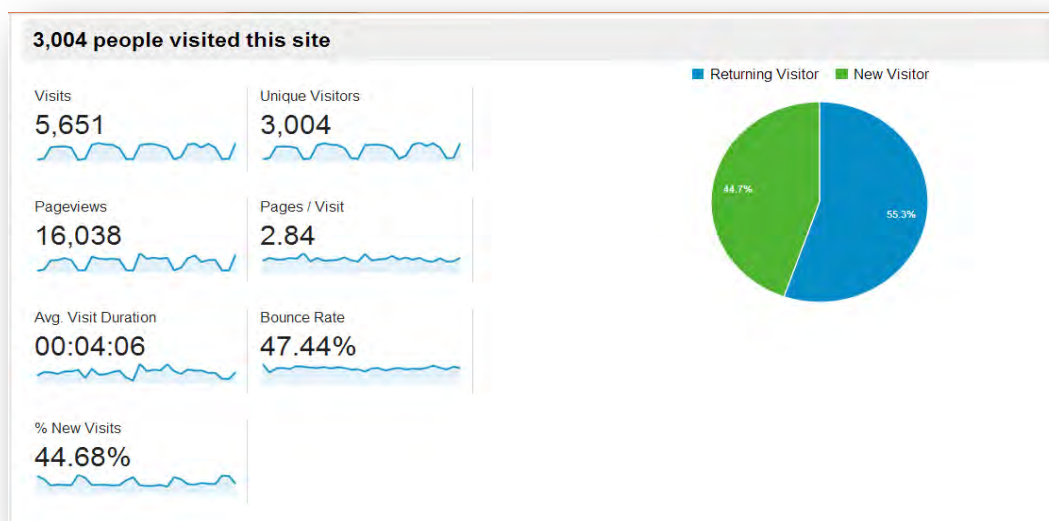 3,004 people visited this site
Returning Visitor New Visitor
Visits Unique Visitors
5,651 3,004
44.7%
55.3%
Pageviews Pages / Visit
16,038 2.84
Avg. Visit Duration Bounce Rate
00:04:06 47.44%
% New Visits
44.68%